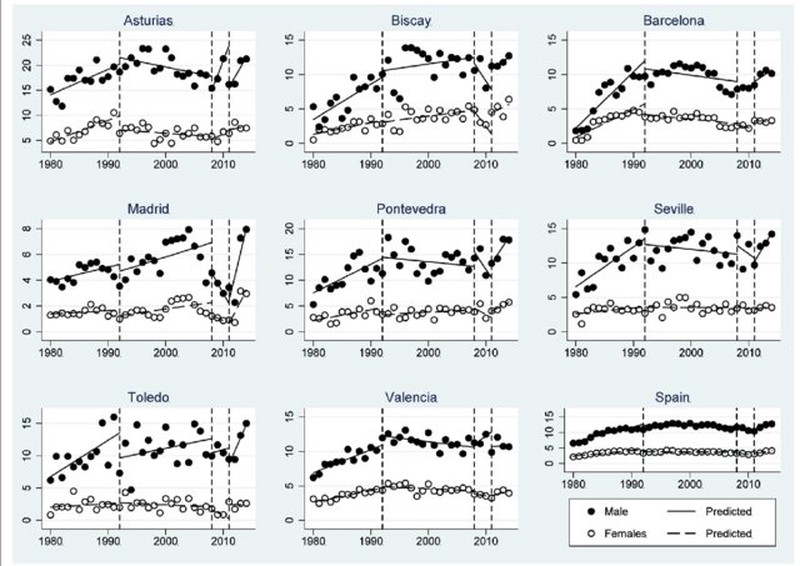 Asturias Biscay Barcelona
25 15 15
20
15 10 10
10 5 5
5 0 0
1980 1990 2000 2010 1980 1990 2000 2010 1980 1990 2000 2010
Madrid Pontevedra Seville
8 20 15
6 15 10
4 10
2 5 5
0 0 0
1980 1990 2000 2010 1980 1990 2000 2010 1980 1990 2000 2010
Toledo Valencia Spain
15 15 15
10 10 10
5 5 5
0 0 0
1980 1990 2000 2010 1980 1990 2000 2010 1980 1990 2000 2010
Male Predicted
Females Predicted